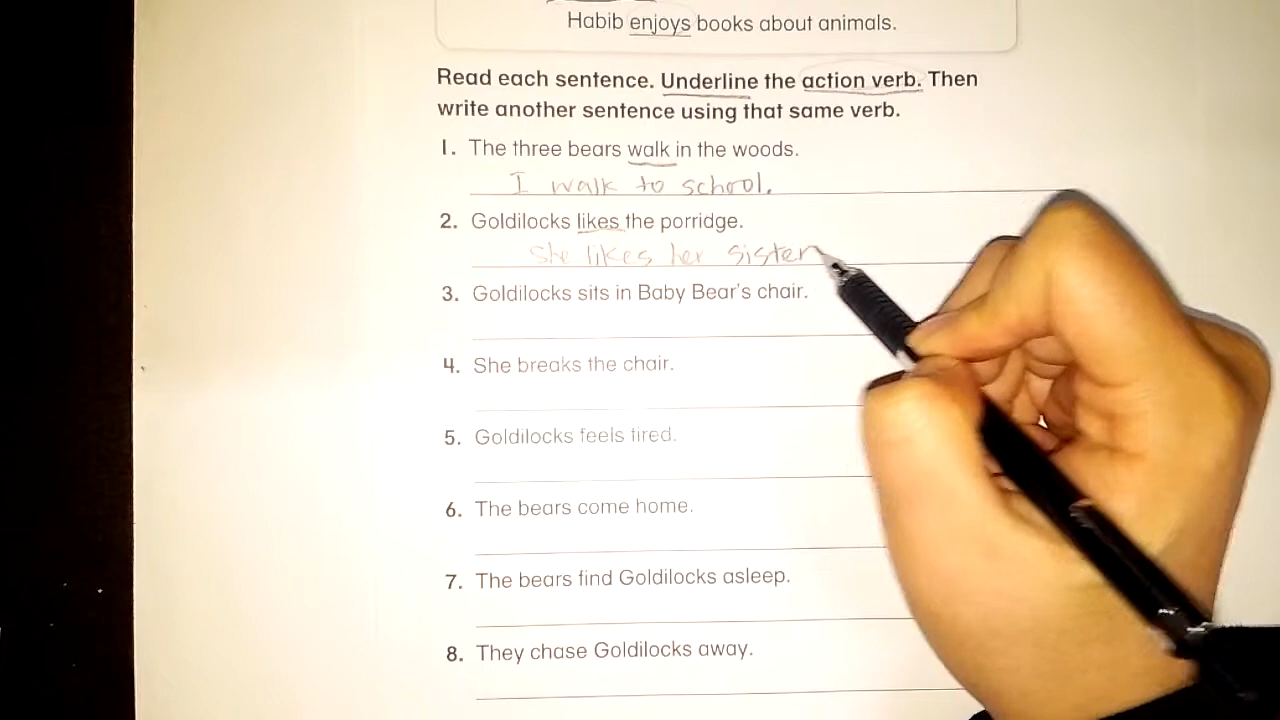 Habib enjoys books about animals.
Read each sentence. Underline the action verb. Then
write another sentence using that same verb.
1. The three bears walk in the woods.
I walk to school.
2. Goldilocks likes the porridge.
She likes her sister
3. Goldilocks sits in Baby Bear's chair.
4. She breaks the chair.
5. Goldilocks feels tired.
6. The bears come home.
7. The bears find Goldilocks asleep.
8. They chase Goldilocks away.